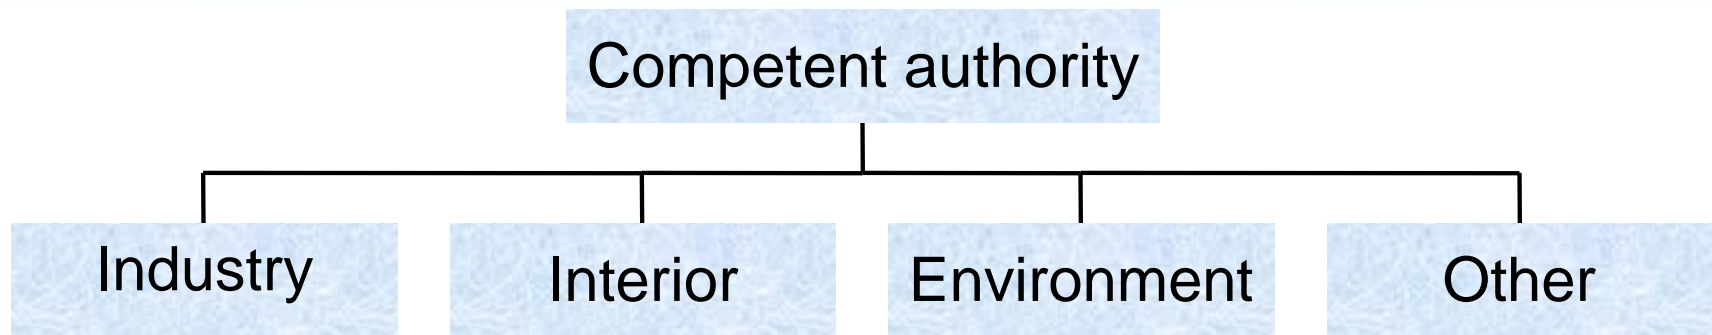 Competent authority
Industry
Interior
Environment
Other